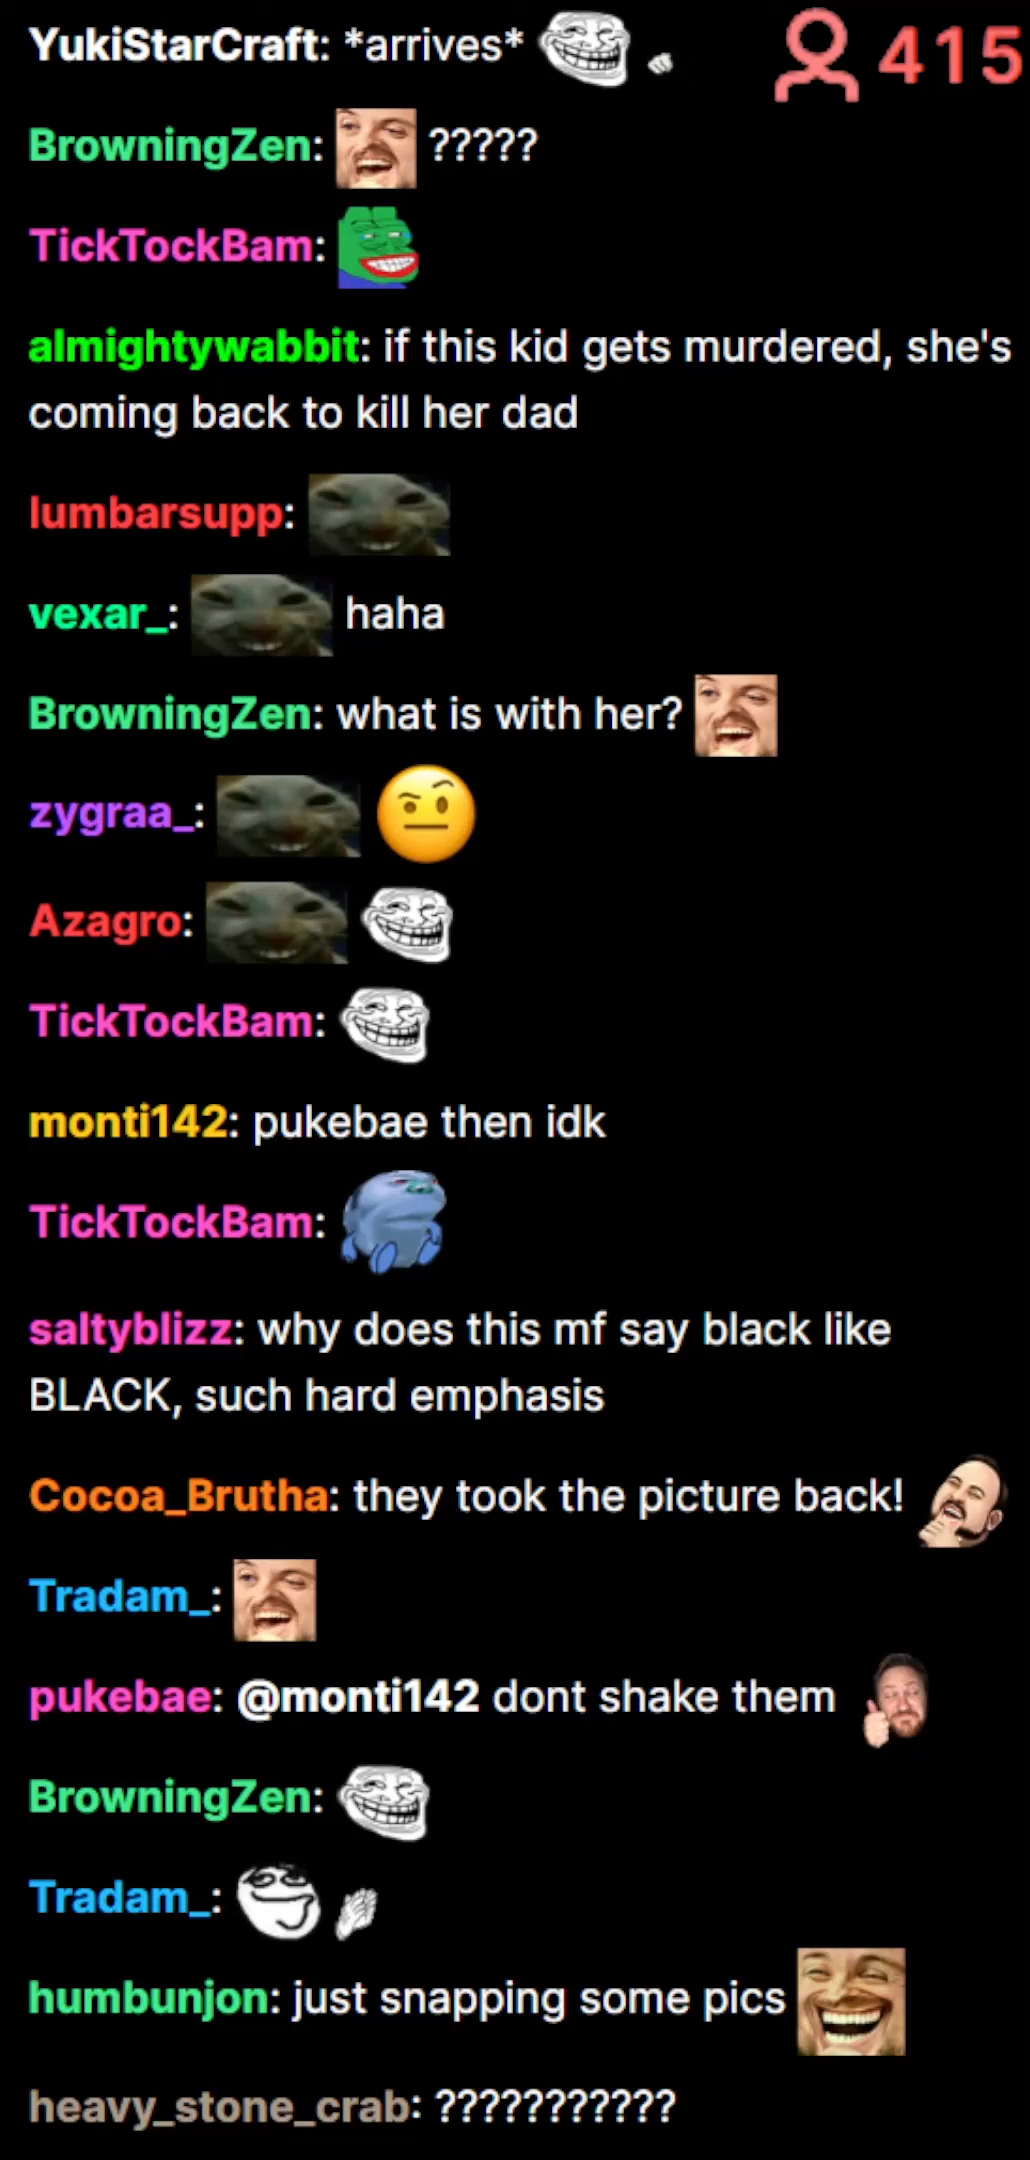 YukiStarCraft: *arrives*
415
BrowningZen: ?????
TickTockBam:
almightywabbit: if this kid gets murdered, she's
coming back to kill her dad
lumbarsupp:
vexar_: haha
BrowningZen: what is with her?
zygraa_:
Azagro:
TickTockBam:
monti142: pukebae then idk
TickTockBam:
saltyblizz: why does this mf say black like
BLACK, such hard emphasis
Cocoa_Brutha: they took the picture back!
Tradam_:
pukebae: @monti142 dont shake them
BrowningZen:
Tradam_:
humbunjon: just snapping some pics
heavy_stone_crab: ???????????